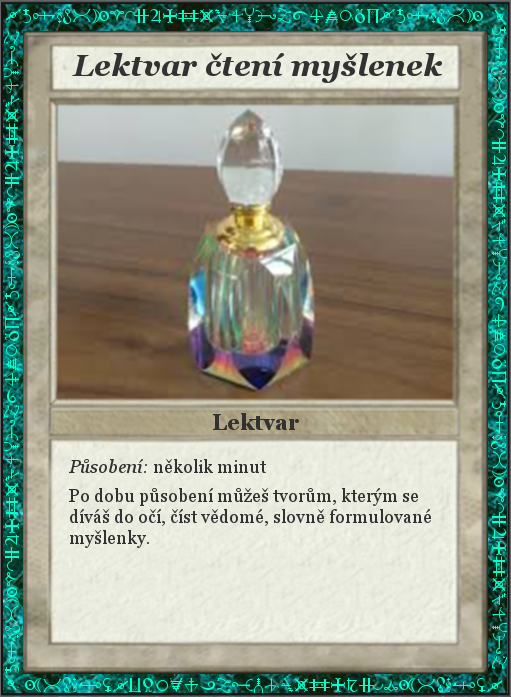 Lektvar čtení myšlenek
Lektvar
Působení: několik minut
Po dobu působení můžeš tvorům, kterým se
díváš do očí, číst vědomé, slovně formulované
myšlenky.